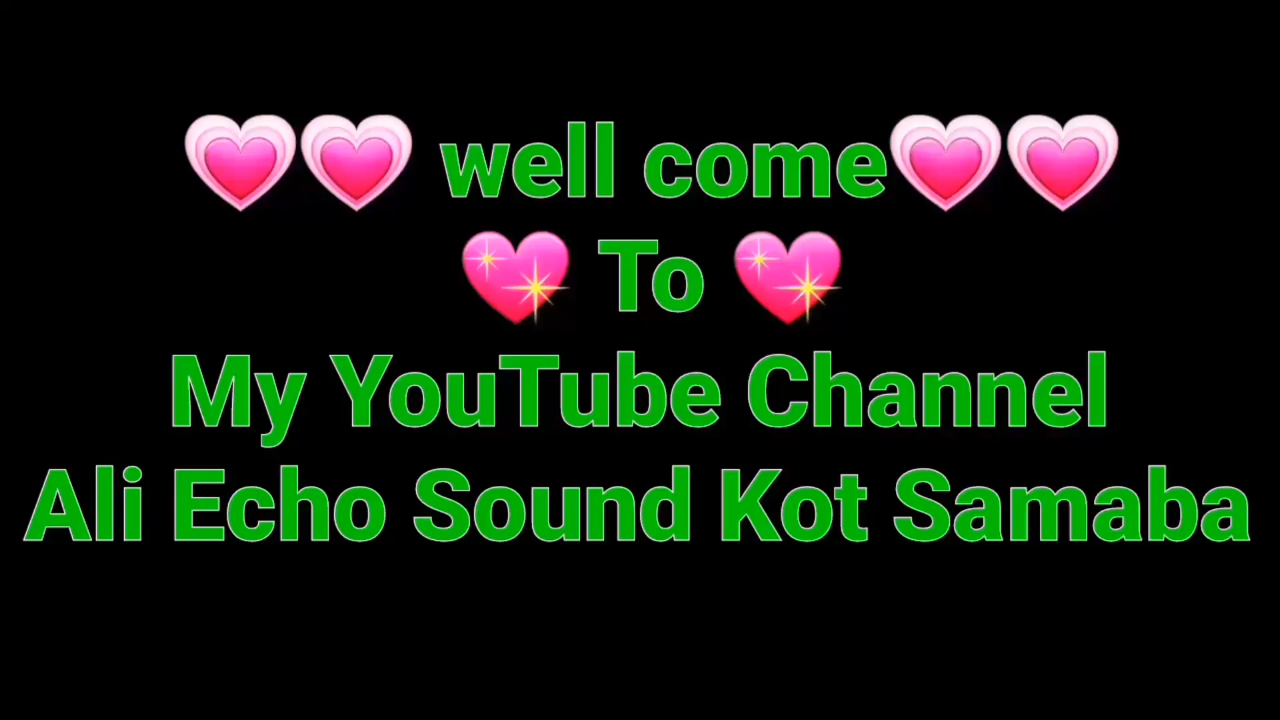 💗💗 well come💗💗
💖 To 💖
My YouTube Channel
Ali Echo Sound Kot Samaba